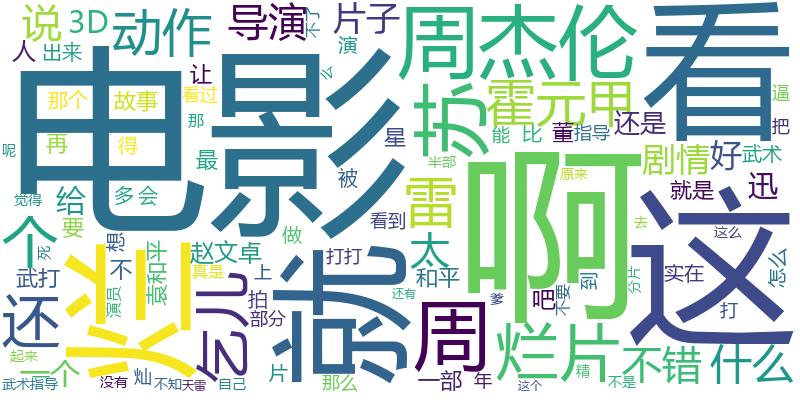 说
3D
动作
导演
片子
不了
周杰伦
看
人
出来
让
演
么
那个
故事
看过
电影
苏
霍元甲
啊
逼
那
星
能
比
董
指导
还是
把
呢
再
得
最
被
半部
原来
剧情
好
武术
觉得
多
会
给
雷
就是
迅
死
个
要
想
看到
太
去
这
这么
烂
赵文卓
做
不
袁和平
武打
演员
真是
乞儿
上
就
打打
和平
还有
爹
吧
不要
到
实在
分片
怎么
还
拍
部分
周
烂片
打
起来
一个
灿
片
那么
一部
年
精
不错
什么
武术指导
没有
不知
天雷
自己
这个
不是